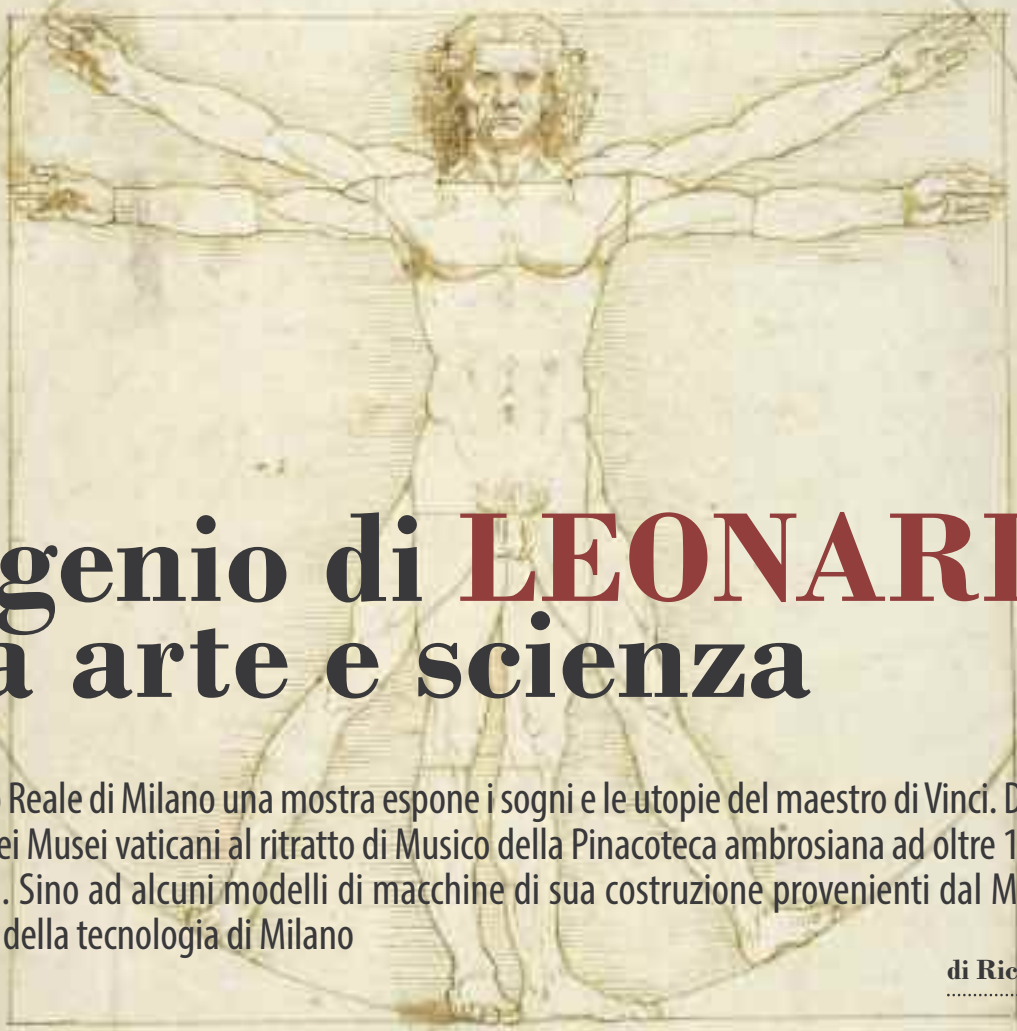 genio di LEONAR
a arte e scienza
Reale di Milano una mostra espone i sogni e le utopie del maestro di Vinci. D
ei Musei vaticani al ritratto di Musico della Pinacoteca ambrosiana ad oltre 1
. Sino ad alcuni modelli di macchine di sua costruzione provenienti dal M
della tecnologia di Milano
di Ric